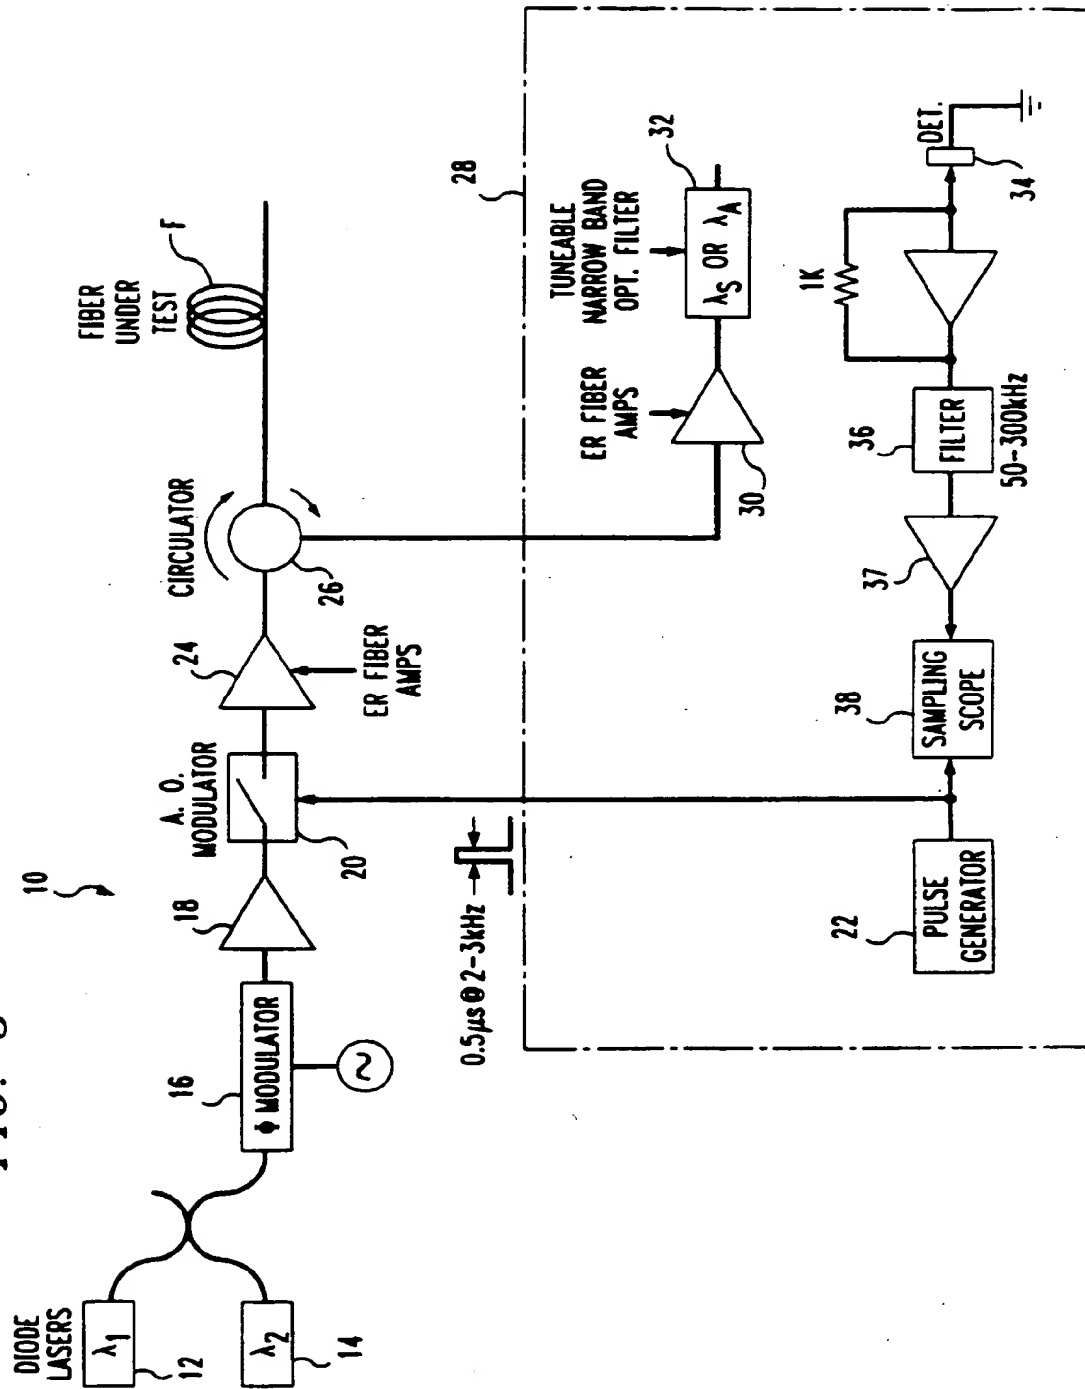 10
DIODE
LASERS
λ1
12
λ2
14
16
Φ MODULATOR
18
A. O.
MODULATOR
20
24
ER FIBER
AMPS
CIRCULATOR
26
FIBER
UNDER
TEST
F
0.5μs@2-3kHz
28
ER FIBER
AMPS
30
TUNEABLE
NARROW BAND
OPT. FILTER
λS OR λA
32
22
PULSE
GENERATOR
38
SAMPLING
SCOPE
37
36
FILTER
50-300kHz
1K
DET.
34